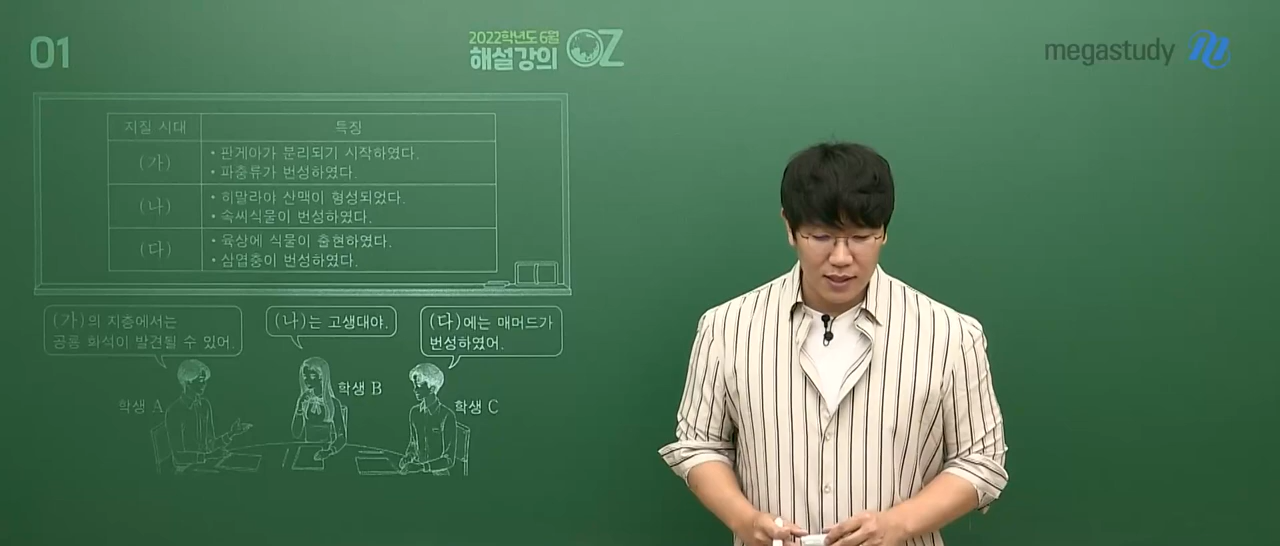 01
2022학년도 6월
해설강의 OZ
megastudy
지질 시대
특징
(가)
• 판게아가 분리되기 시작하였다.
• 파충류가 번성하였다.
(나)
• 히말라야 산맥이 형성되었다.
• 속씨식물이 번성하였다.
(다)
• 육상에 식물이 출현하였다.
• 삼엽충이 번성하였다.
(가)의 지층에서는
공룡 화석이 발견될 수 있어.
(나)는 고생대야.
(다)에는 매머드가
번성하였어.
학생 A
학생 B
학생 C